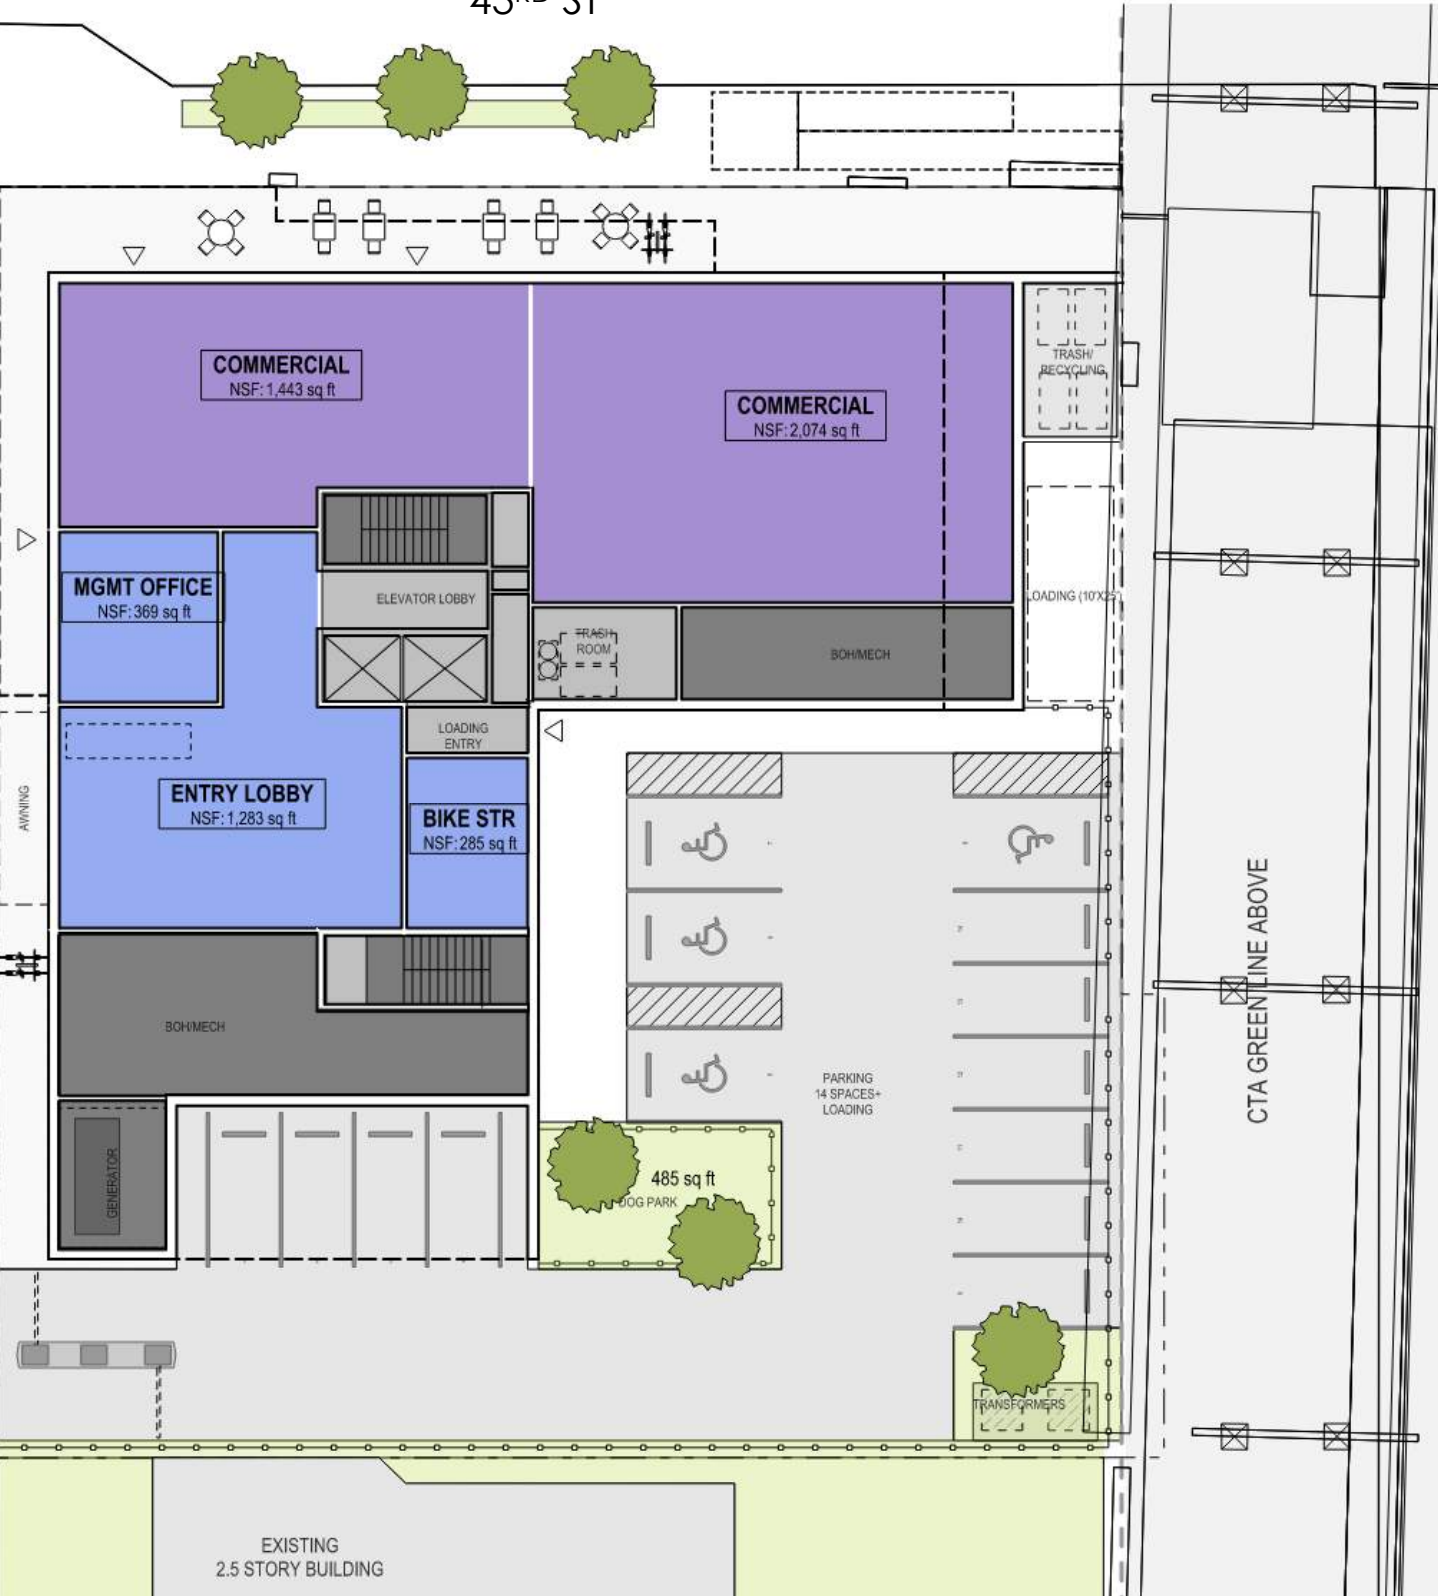 43RD ST
COMMERCIAL
NSF: 1,443 sq ft
COMMERCIAL
NSF: 2,074 sq ft
TRASH/
RECYCLING
MGMT OFFICE
NSF: 369 sq ft
ELEVATOR LOBBY
TRASH
ROOM
BOH/MECH
LOADING (10'X25')
LOADING
ENTRY
AWNING
ENTRY LOBBY
NSF: 1,283 sq ft
BIKE STR
NSF: 285 sq ft
CTA GREEN LINE ABOVE
BOH/MECH
PARKING
14 SPACES+
LOADING
GENERATOR
485 sq ft
DOG PARK
TRANSFORMERS
EXISTING
2.5 STORY BUILDING